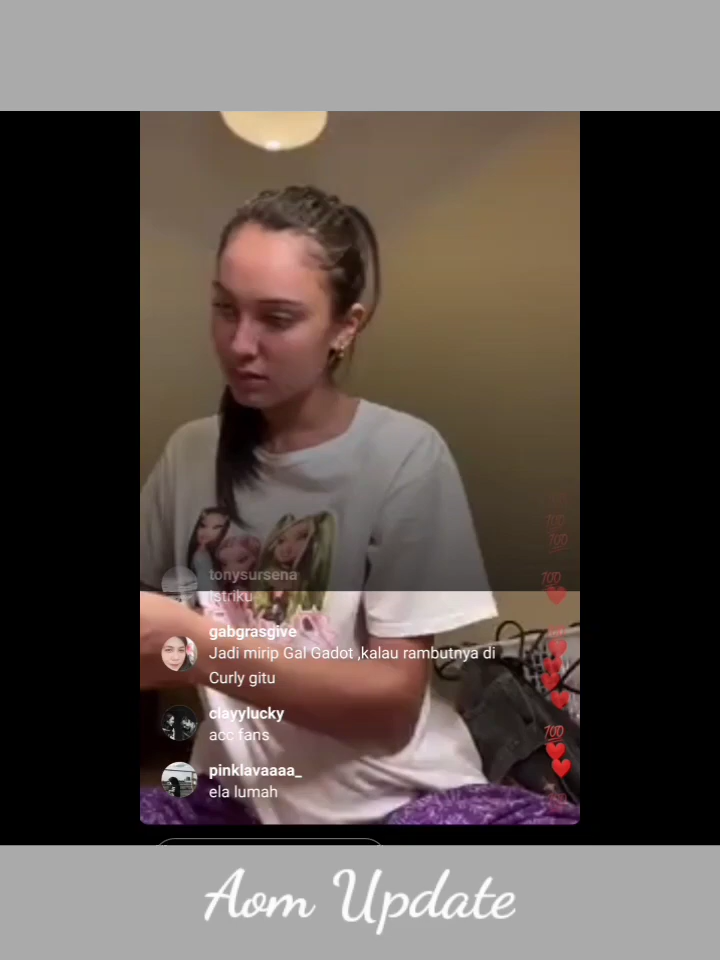 tonysursena
Istriku
gabgrasgive
Jadi mirip Gal Gadot ,kalau rambutnya di
Curly gitu
clayylucky
acc fans
pinklavaaaa_
ela lumah
Aom Update